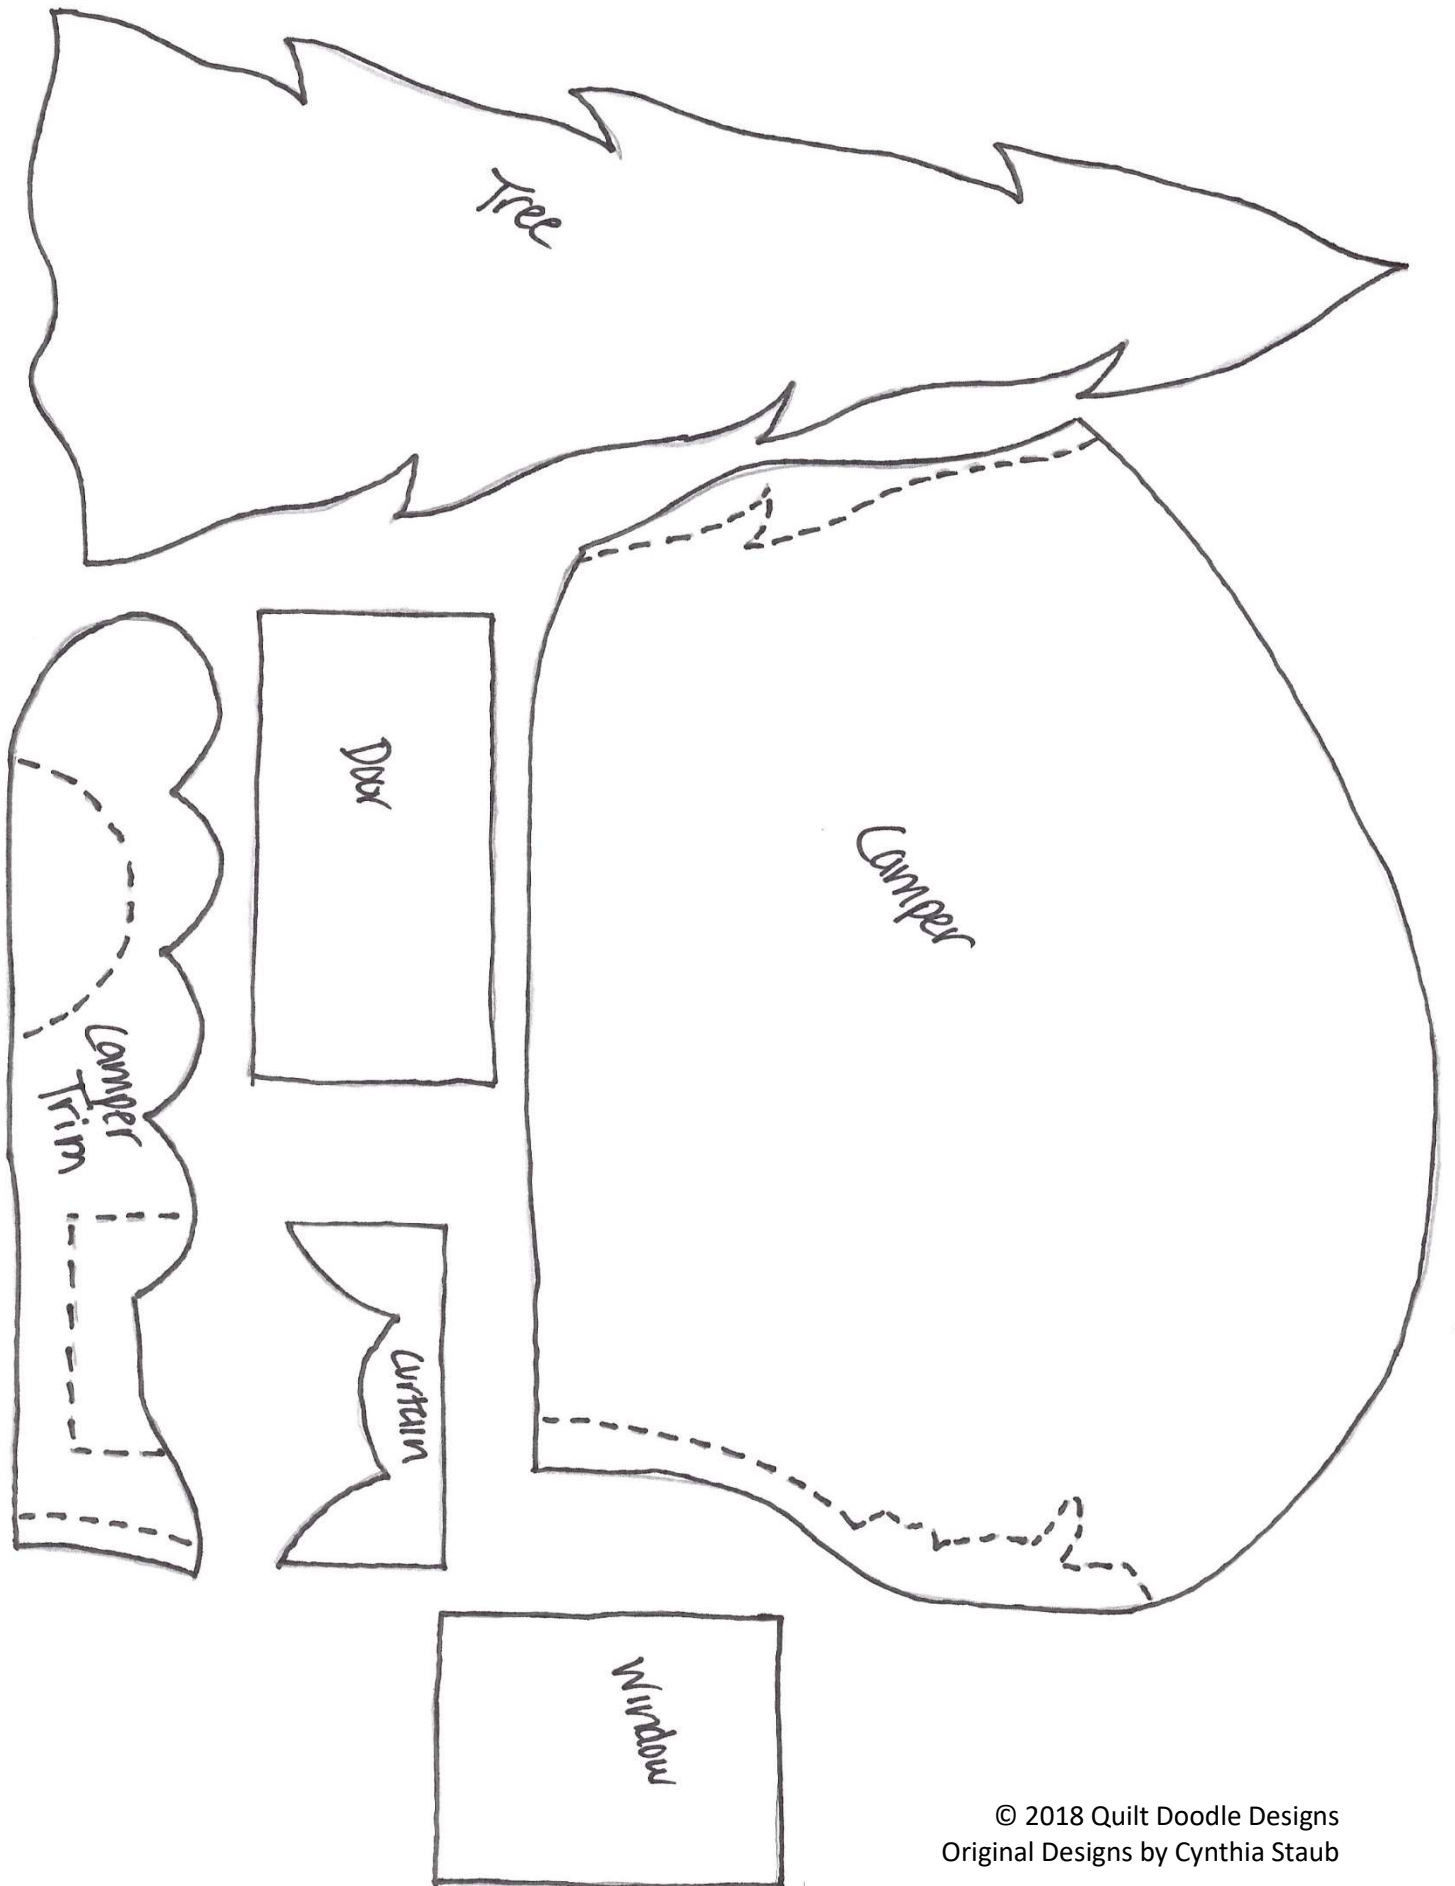 Tree
Door
Camper
Camper
Trim
Curtain
Window
© 2018 Quilt Doodle Designs
Original Designs by Cynthia Staub